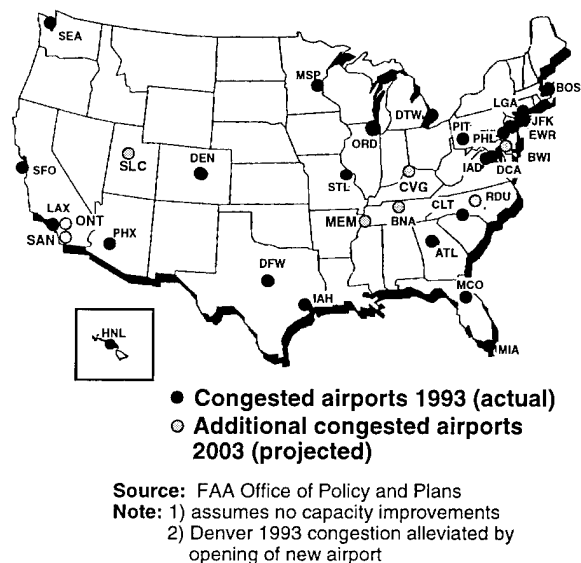 SEA
MSP
BOS
LGA
DTW
JFK
PIT
PHL
EWR
ORD
BWI
SLC
DEN
IAD
DCA
SFO
STL
CVG
LAX
ONT
MEM
BNA
CLT
RDU
SAN
PHX
ATL
DFW
MCO
IAH
HNL
MIA
Congested airports 1993 (actual)
Additional congested airports
2003 (projected)
Source: FAA Office of Policy and Plans
Note: 1) assumes no capacity improvements
2) Denver 1993 congestion alleviated by
opening of new airport